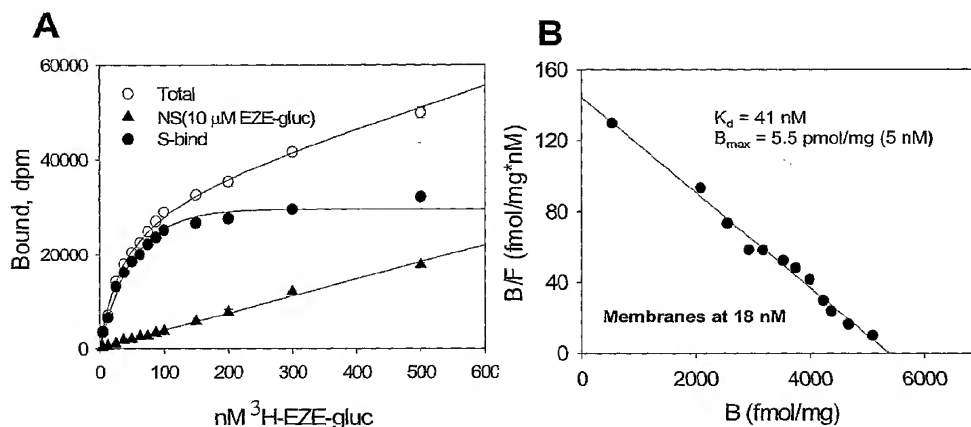 A
60000
40000
20000
0
Bound, dpm
Total
NS(10 μM EZE-gluc)
S-bind
0 100 200 300 400 500 600
nM ³H-EZE-gluc
B
160
120
80
40
0
B/F (fmol/mg*nM)
K_d = 41 nM
B_max = 5.5 pmol/mg (5 nM)
Membranes at 18 nM
0 2000 4000 6000
B (fmol/mg)